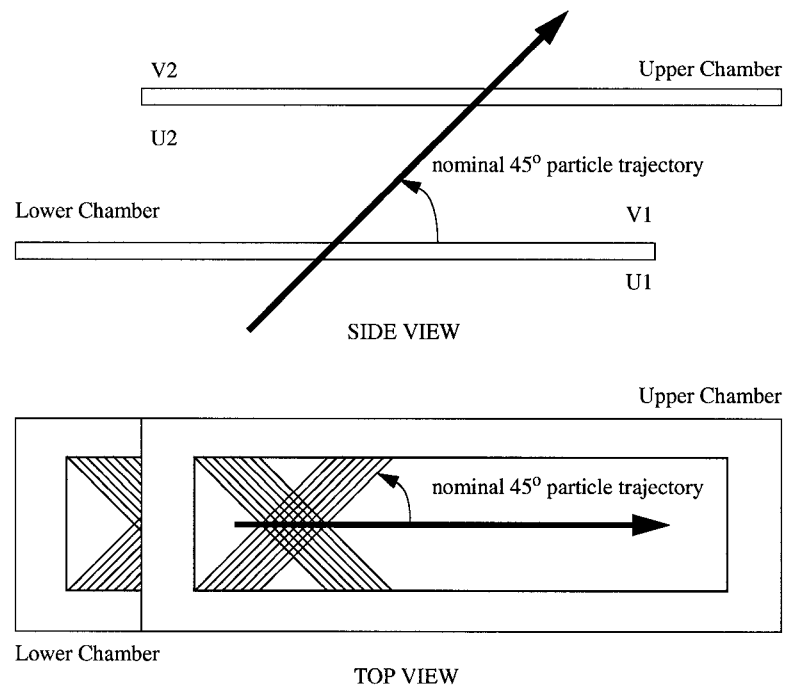 V2
Upper Chamber
U2
nominal 45° particle trajectory
Lower Chamber
V1
U1
SIDE VIEW
Upper Chamber
nominal 45° particle trajectory
Lower Chamber
TOP VIEW